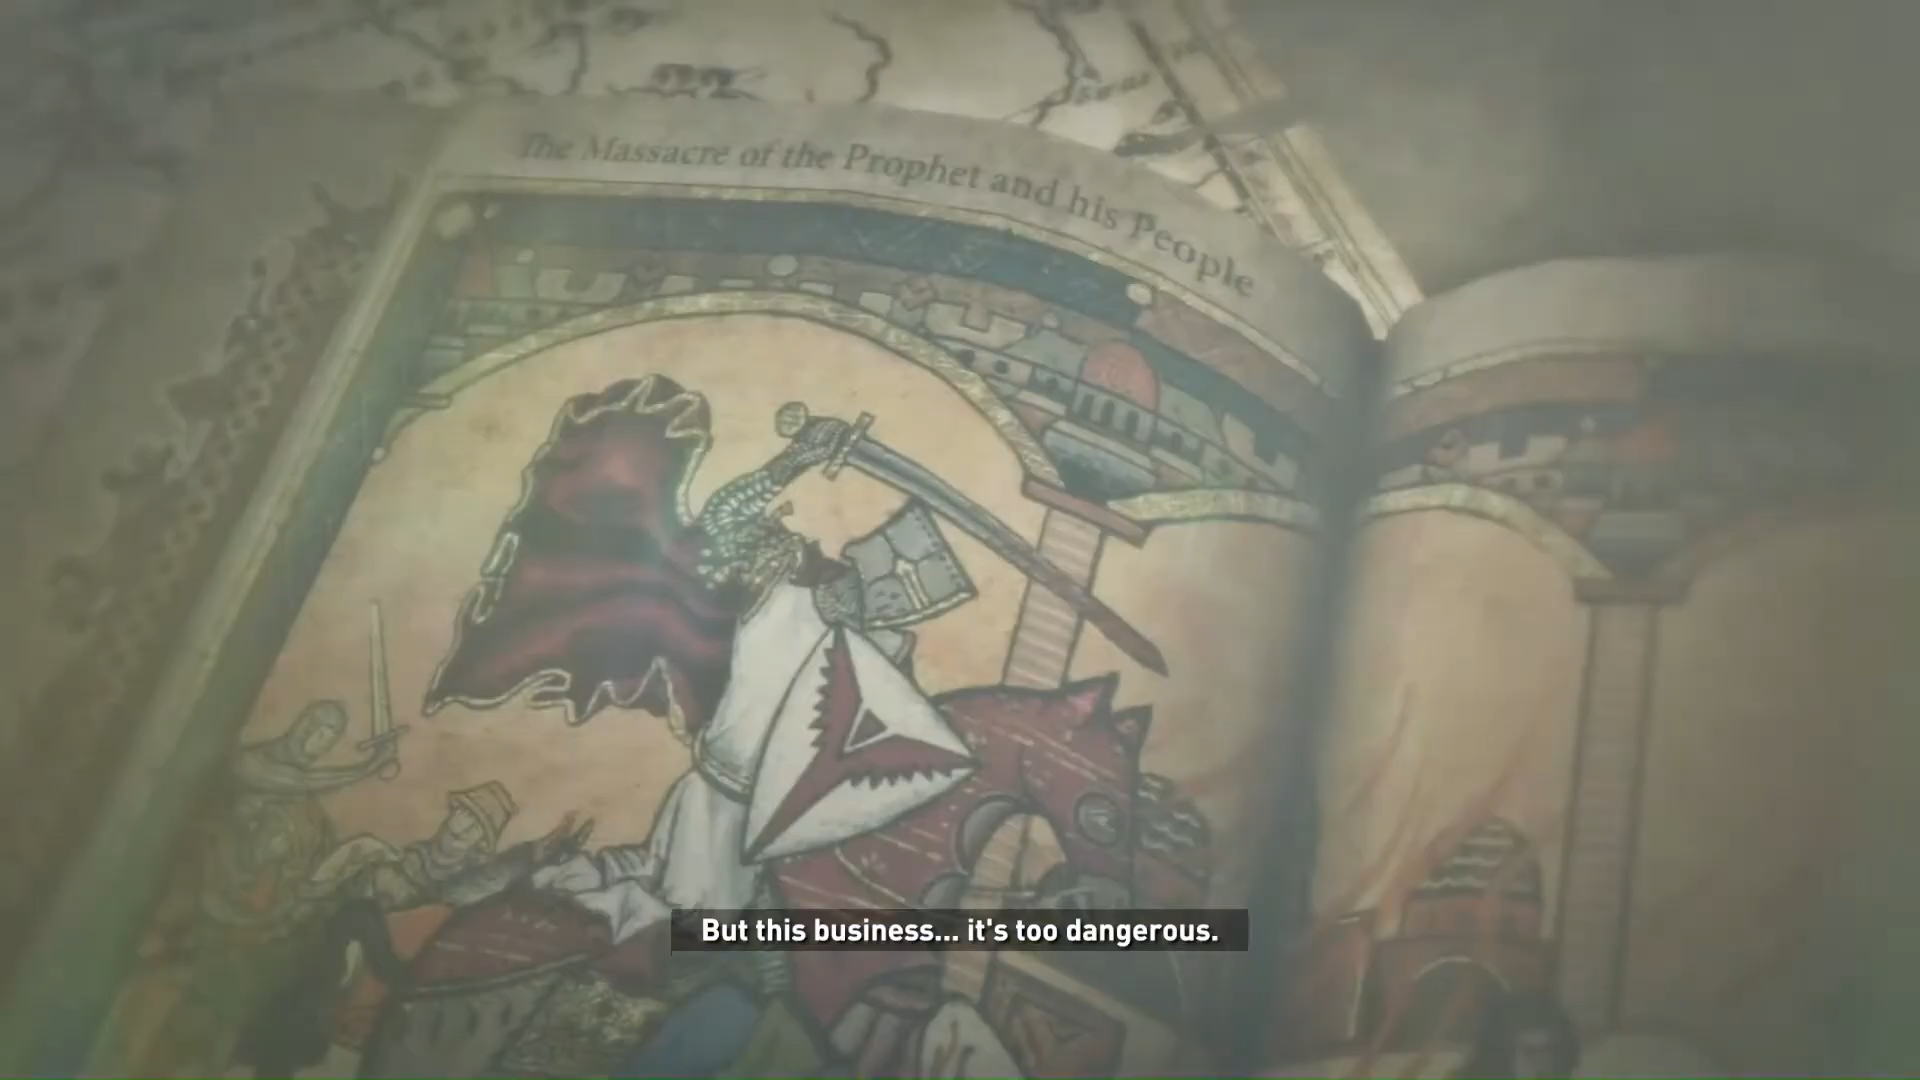 The Massacre of the Prophet and his People
But this business... it's too dangerous.